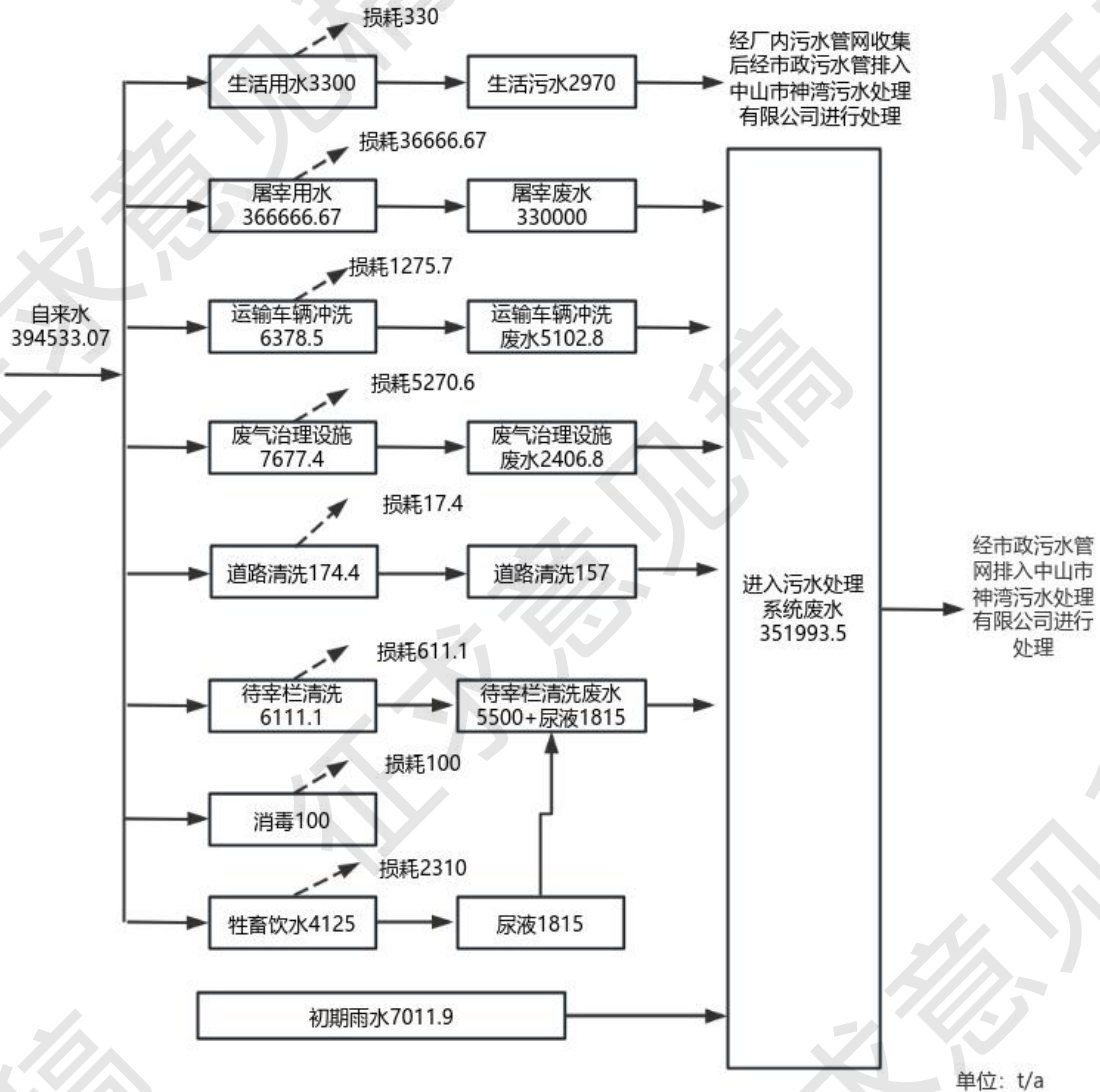 损耗330
生活用水3300
生活污水2970
经厂内污水管网收集
后经市政污水管排入
中山市神湾污水处理
有限公司进行处理
损耗36666.67
屠宰用水
366666.67
屠宰废水
330000
损耗1275.7
自来水
394533.07
运输车辆冲洗
6378.5
运输车辆冲洗
废水5102.8
损耗5270.6
废气治理设施
7677.4
废气治理设施
废水2406.8
损耗17.4
道路清洗174.4
道路清洗157
进入污水处理
系统废水
351993.5
经市政污水管
网排入中山市
神湾污水处理
有限公司进行
处理
损耗611.1
待宰栏清洗
6111.1
待宰栏清洗废水
5500+尿液1815
损耗100
消毒100
损耗2310
牲畜饮水4125
尿液1815
初期雨水7011.9
单位：t/a
征求意见稿